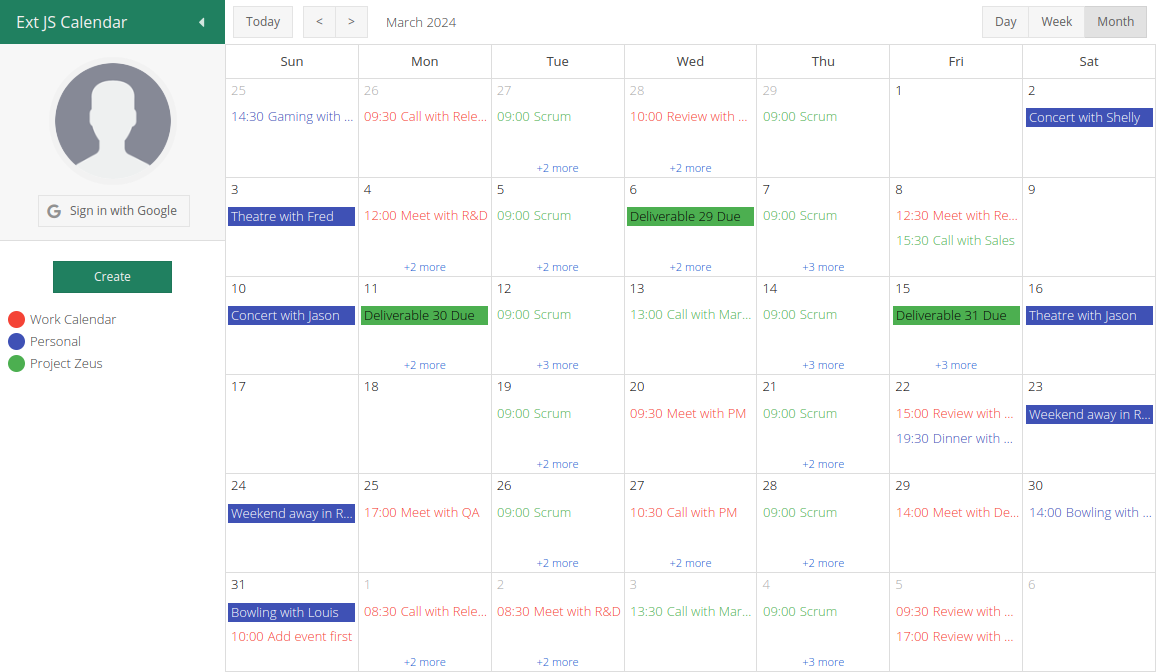 Ext JS Calendar
Today < > March 2024 Day Week Month
Sun Mon Tue Wed Thu Fri Sat
25 26 27 28 29 1 2
14:30 Gaming with ... 09:30 Call with Rele... 09:00 Scrum 10:00 Review with ... 09:00 Scrum Concert with Shelly
+2 more +2 more
Sign in with Google
3 4 5 6 7 8 9
Theatre with Fred 12:00 Meet with R&D 09:00 Scrum Deliverable 29 Due 09:00 Scrum 12:30 Meet with Re...
15:30 Call with Sales
+2 more +2 more +2 more +3 more
Create
Work Calendar
Personal
Project Zeus
10 11 12 13 14 15 16
Concert with Jason Deliverable 30 Due 09:00 Scrum 13:00 Call with Mar... 09:00 Scrum Deliverable 31 Due Theatre with Jason
+2 more +3 more +3 more +3 more
17 18 19 20 21 22 23
09:00 Scrum 09:30 Meet with PM 09:00 Scrum 15:00 Review with ... Weekend away in R...
19:30 Dinner with ...
+2 more +2 more
24 25 26 27 28 29 30
Weekend away in R... 17:00 Meet with QA 09:00 Scrum 10:30 Call with PM 09:00 Scrum 14:00 Meet with De... 14:00 Bowling with ...
+2 more +2 more +2 more
31 1 2 3 4 5 6
Bowling with Louis 08:30 Call with Rele... 08:30 Meet with R&D 13:30 Call with Mar... 09:00 Scrum 09:30 Review with ...
10:00 Add event first 17:00 Review with ...
+2 more +2 more +3 more